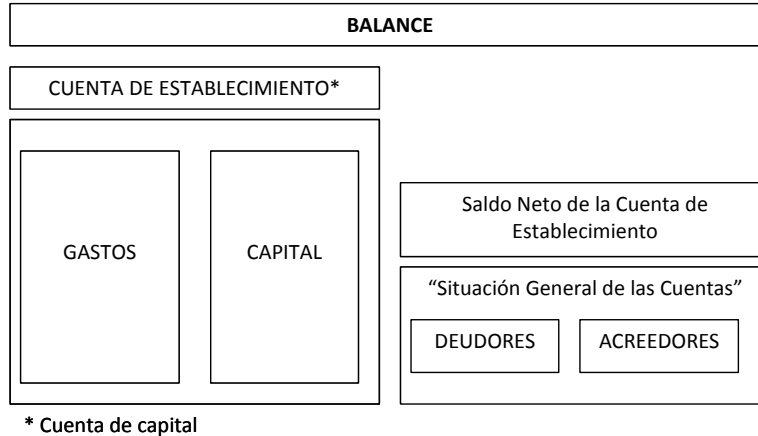 BALANCE
CUENTA DE ESTABLECIMIENTO*
GASTOS
CAPITAL
Saldo Neto de la Cuenta de
Establecimiento
“Situación General de las Cuentas”
DEUDORES
ACREEDORES
* Cuenta de capital